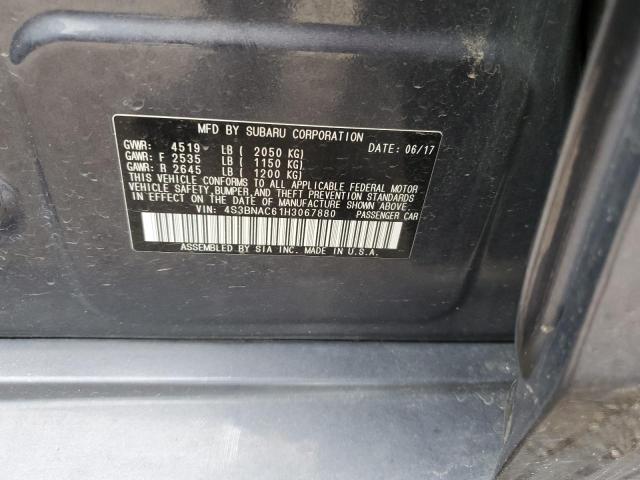 MFD BY SUBARU CORPORATION
GVWR: 4519 LB ( 2050 KG) DATE: 06/17
GAWR: F 2535 LB ( 1150 KG)
GAWR: R 2645 LB ( 1200 KG)
THIS VEHICLE CONFORMS TO ALL APPLICABLE FEDERAL MOTOR
VEHICLE SAFETY, BUMPER, AND THEFT PREVENTION STANDARDS
IN EFFECT ON THE DATE OF MANUFACTURE SHOWN ABOVE.
VIN: 4S3BNAC61H3067880 PASSENGER CAR
ASSEMBLED BY SIA INC. MADE IN U.S.A.